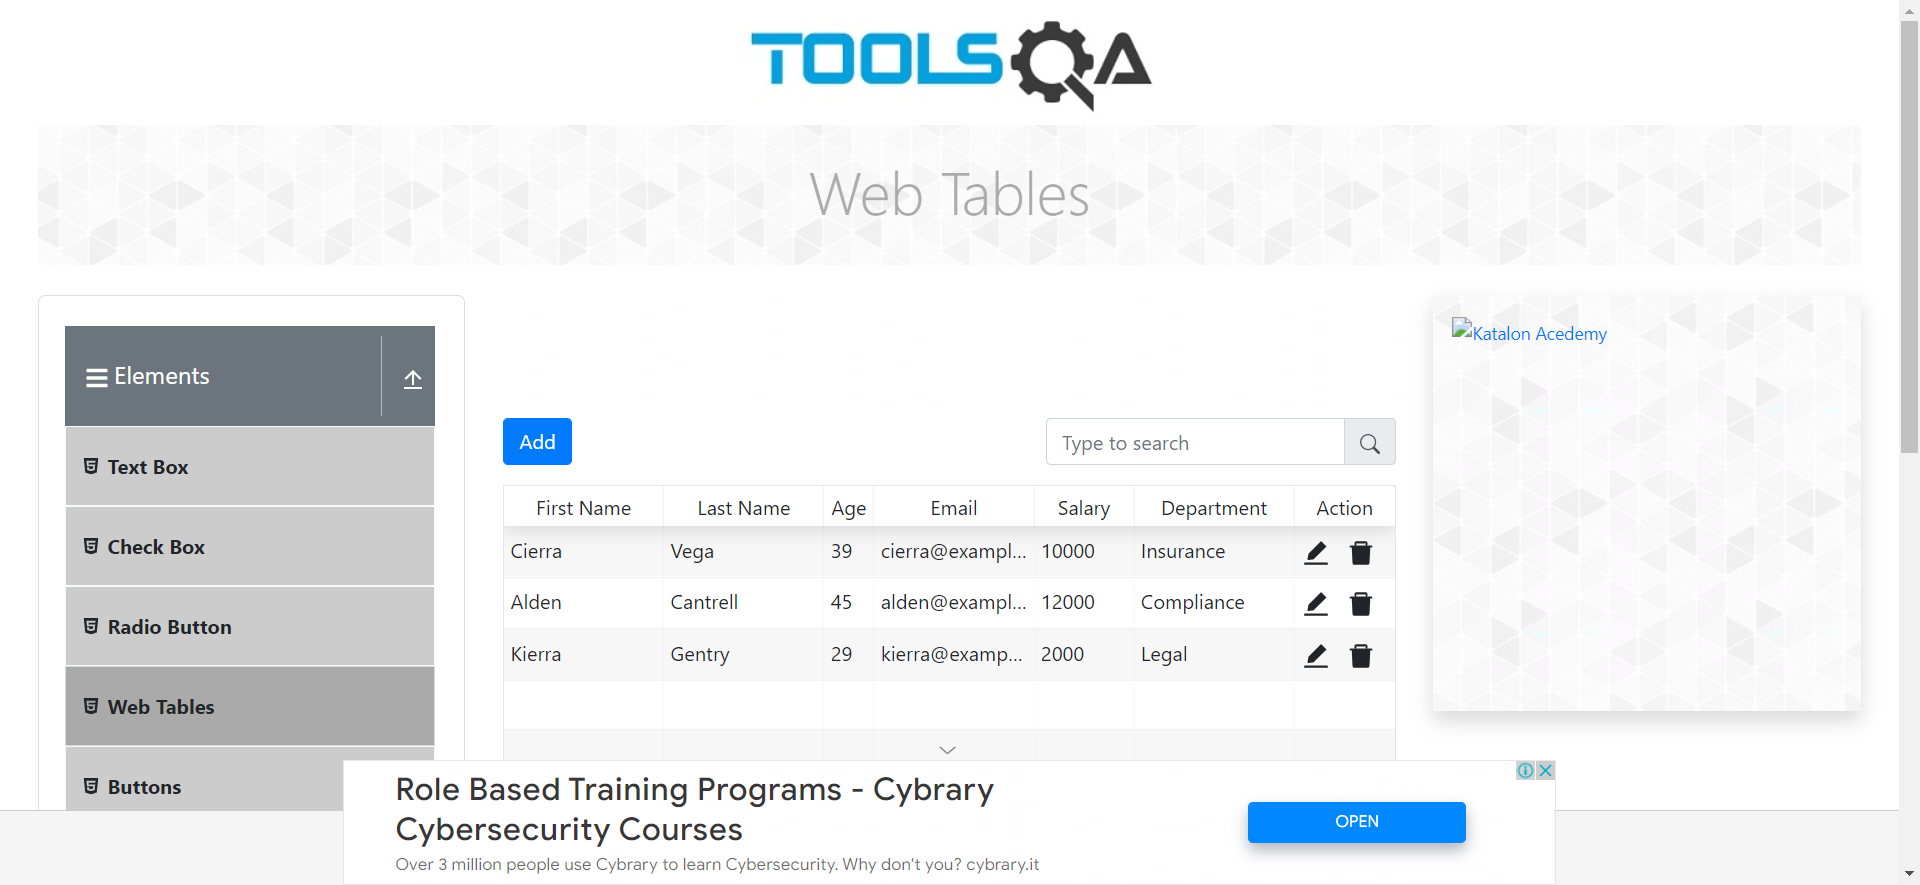 TOOLSQA
Web Tables
Elements
Text Box
Check Box
Radio Button
Web Tables
Buttons
Add
Type to search
First Name Last Name Age Email Salary Department Action
Cierra Vega 39 cierra@exampl... 10000 Insurance
Alden Cantrell 45 alden@exampl... 12000 Compliance
Kierra Gentry 29 kierra@examp... 2000 Legal
Katalon Acedemy
Role Based Training Programs - Cybrary
Cybersecurity Courses
Over 3 million people use Cybrary to learn Cybersecurity. Why don't you? cybrary.it
OPEN